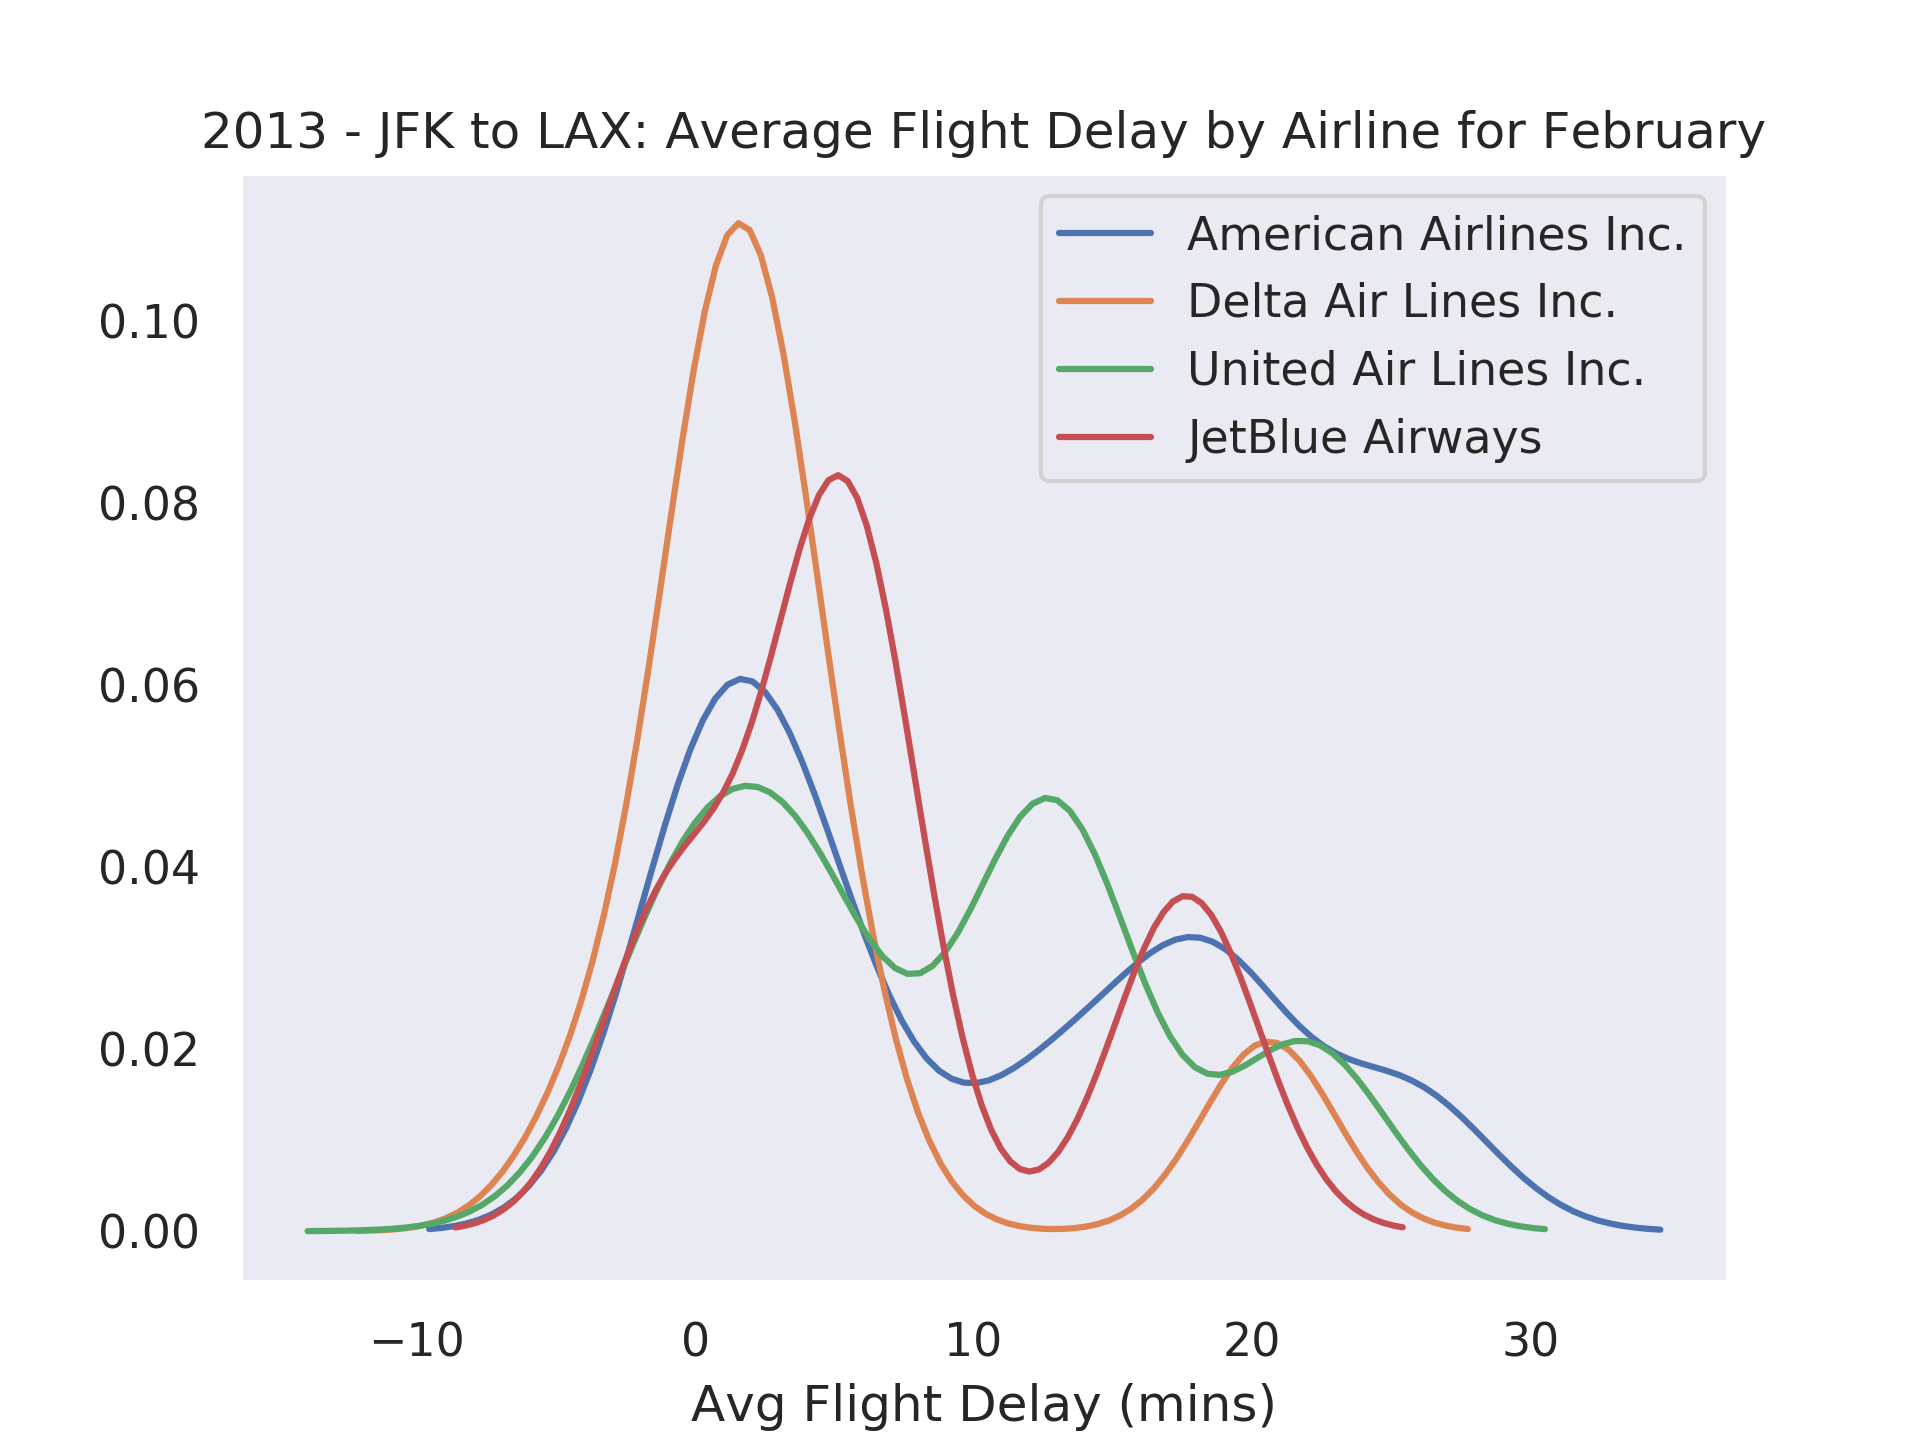 2013 - JFK to LAX: Average Flight Delay by Airline for February
American Airlines Inc.
Delta Air Lines Inc.
United Air Lines Inc.
JetBlue Airways
0.10
0.08
0.06
0.04
0.02
0.00
−10 0 10 20 30
Avg Flight Delay (mins)